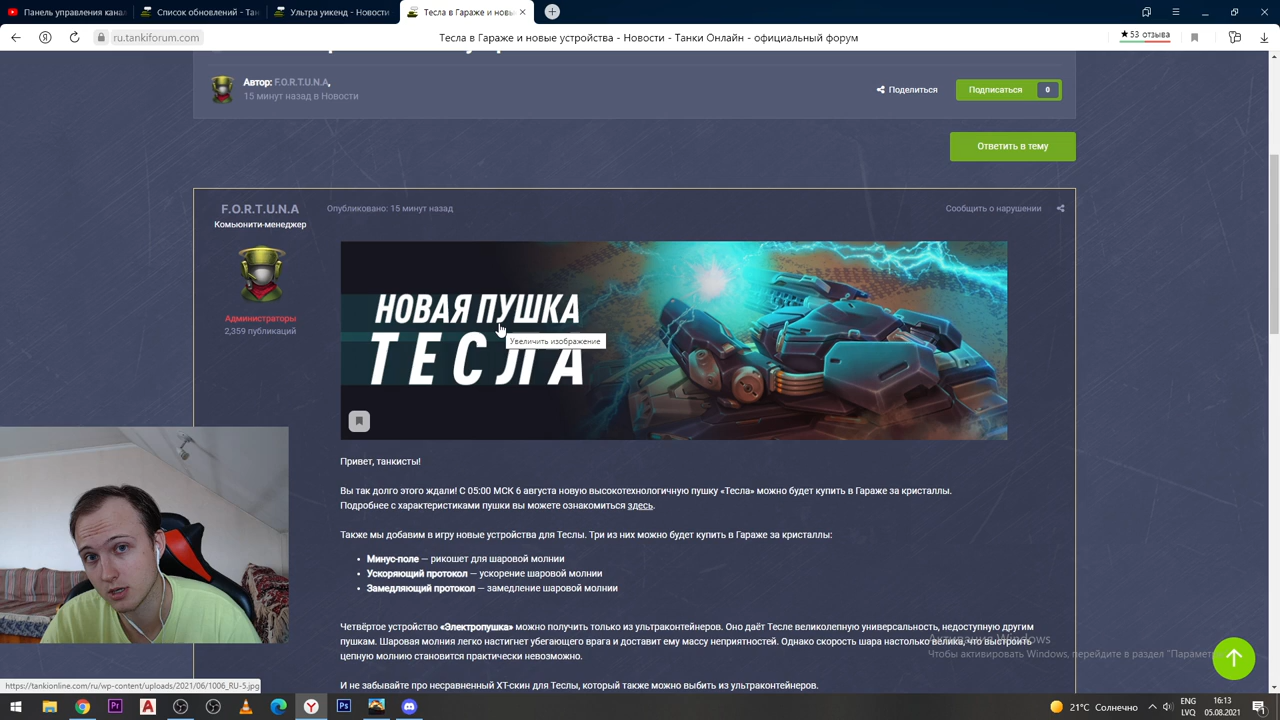 Панель управления кана
Список обновлений - Тан
Ультра уикенд - Новости
Тесла в Гараже и новы
ru.tankiforum.com
Тесла в Гараже и новые устройства - Новости - Танки Онлайн - официальный форум
★53 отзыва
Автор: F.O.R.T.U.N.A,
15 минут назад в Новости
Поделиться
Подписаться
0
Ответить в тему
F.O.R.T.U.N.A
Комьюнити-менеджер
Администраторы
2,359 публикаций
Опубликовано: 15 минут назад
Сообщить о нарушении
НОВАЯ ПУШКА
ТЕСЛА
Увеличить изображение
Привет, танкисты!
Вы так долго этого ждали! С 05:00 МСК 6 августа новую высокотехнологичную пушку «Тесла» можно будет купить в Гараже за кристаллы.
Подробнее с характеристиками пушки вы можете ознакомиться здесь.
Также мы добавим в игру новые устройства для Теслы. Три из них можно будет купить в Гараже за кристаллы:
• Минус-поле — рикошет для шаровой молнии
• Ускоряющий протокол — ускорение шаровой молнии
• Замедляющий протокол — замедление шаровой молнии
Четвёртое устройство «Электропушка» можно получить только из ультраконтейнеров. Оно даёт Тесле великолепную универсальность, недоступную другим
пушкам. Шаровая молния легко настигнет убегающего врага и доставит ему массу неприятностей. Однако скорость шара настолько велика, что выстроить
цепную молнию становится практически невозможно.
И не забывайте про несравненный XT-скин для Теслы, который также можно выбить из ультраконтейнеров.
Активация Windows
Чтобы активировать Windows, перейдите в раздел "Парамет
https://tankionline.com/ru/wp-content/uploads/2021/06/1006_RU-5.jpg
21°C Солнечно
ENG
LVQ
16:13
05.08.2021